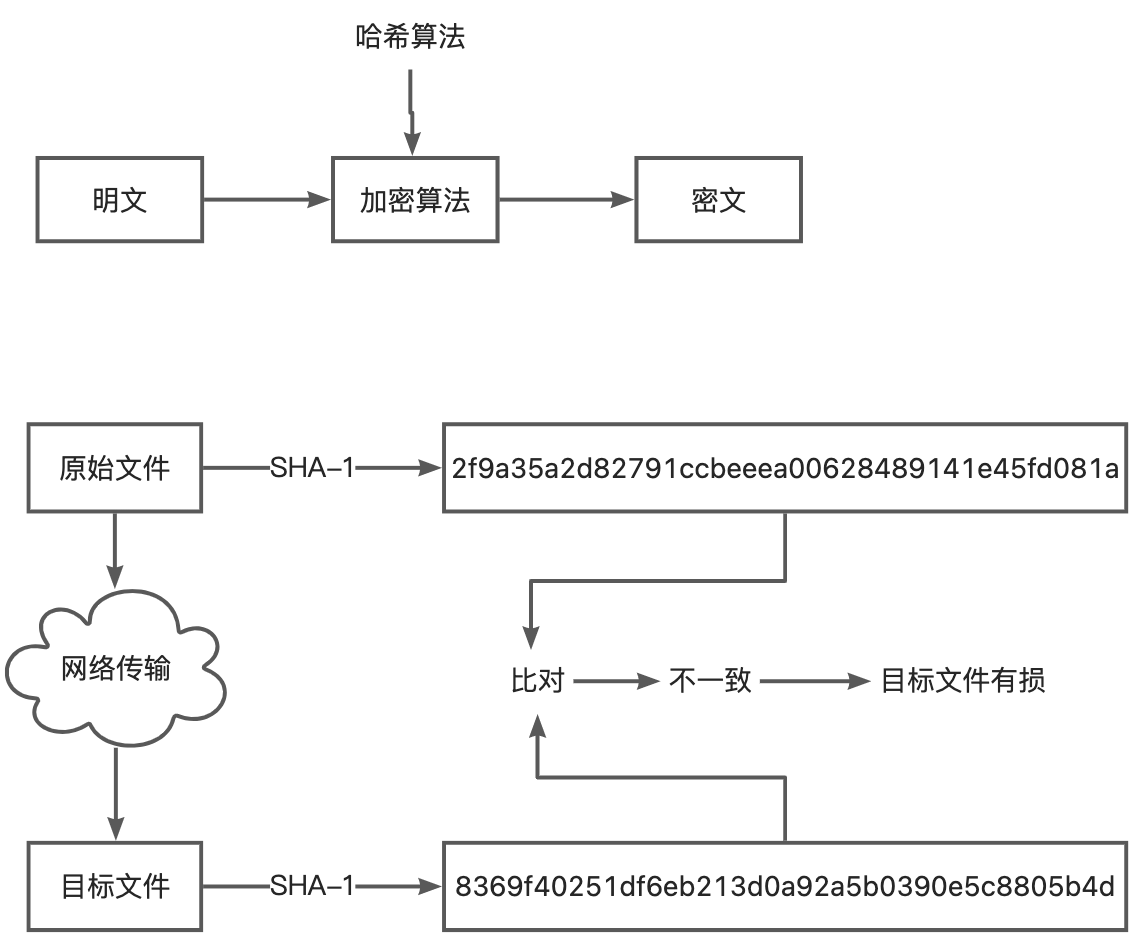 哈希算法
明文
加密算法
密文
原始文件
SHA-1
2f9a35a2d82791ccbeeea00628489141e45fd081a
网络传输
比对
不一致
目标文件有损
目标文件
SHA-1
8369f40251df6eb213d0a92a5b0390e5c8805b4d